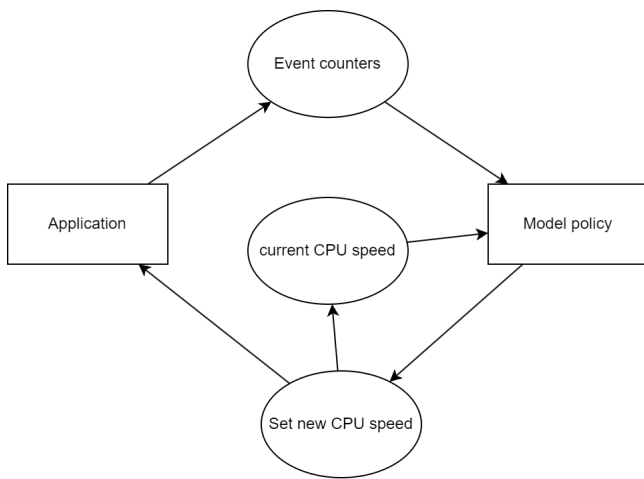 Event counters
Application
Model policy
current CPU speed
Set new CPU speed